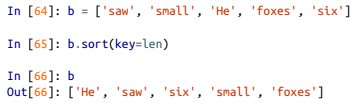 In [64]: b = ['saw', 'small', 'He', 'foxes', 'six']
In [65]: b.sort(key=len)
In [66]: b
Out[66]: ['He', 'saw', 'six', 'small', 'foxes']